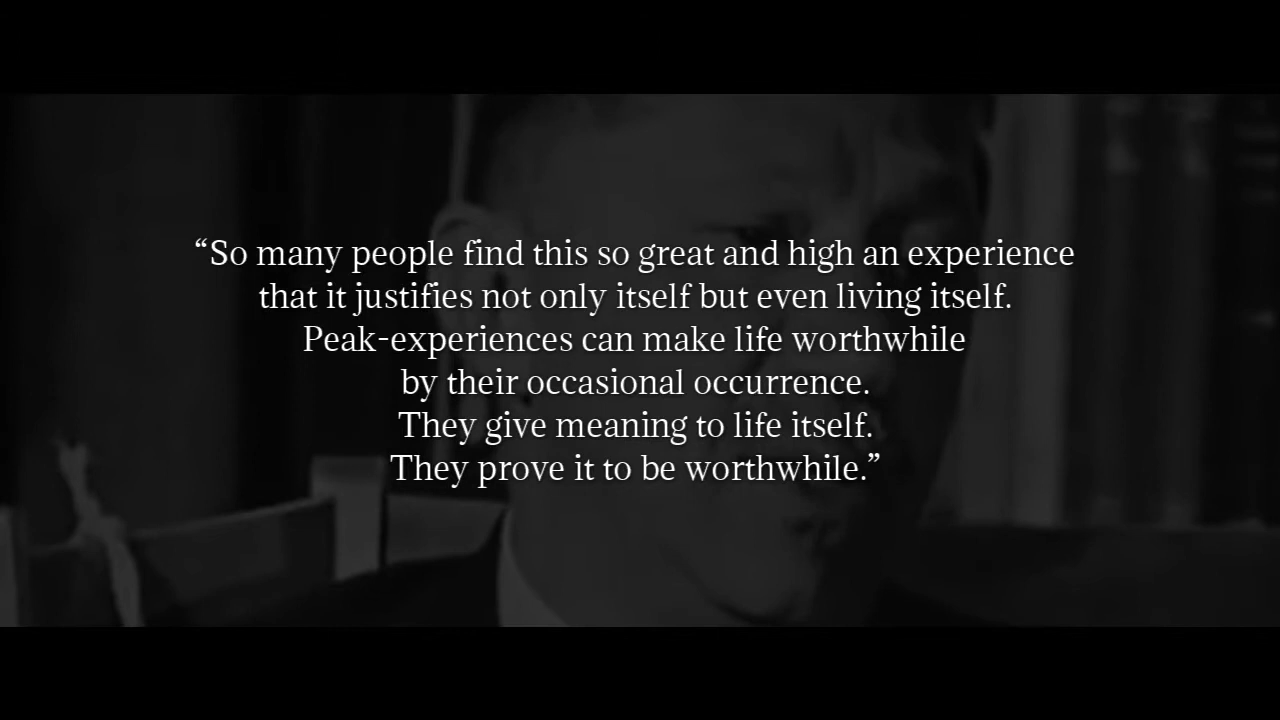 “So many people find this so great and high an experience
that it justifies not only itself but even living itself.
Peak-experiences can make life worthwhile
by their occasional occurrence.
They give meaning to life itself.
They prove it to be worthwhile.”